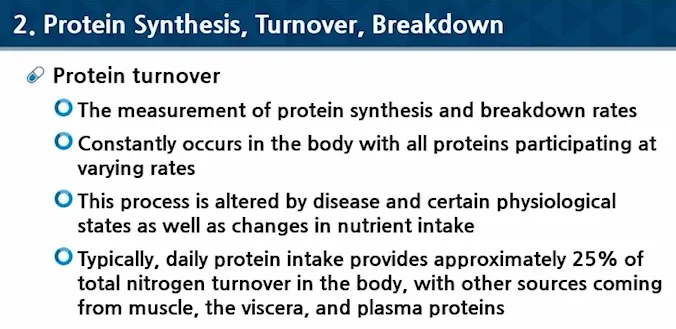 2. Protein Synthesis, Turnover, Breakdown
Protein turnover
The measurement of protein synthesis and breakdown rates
Constantly occurs in the body with all proteins participating at
varying rates
This process is altered by disease and certain physiological
states as well as changes in nutrient intake
Typically, daily protein intake provides approximately 25% of
total nitrogen turnover in the body, with other sources coming
from muscle, the viscera, and plasma proteins